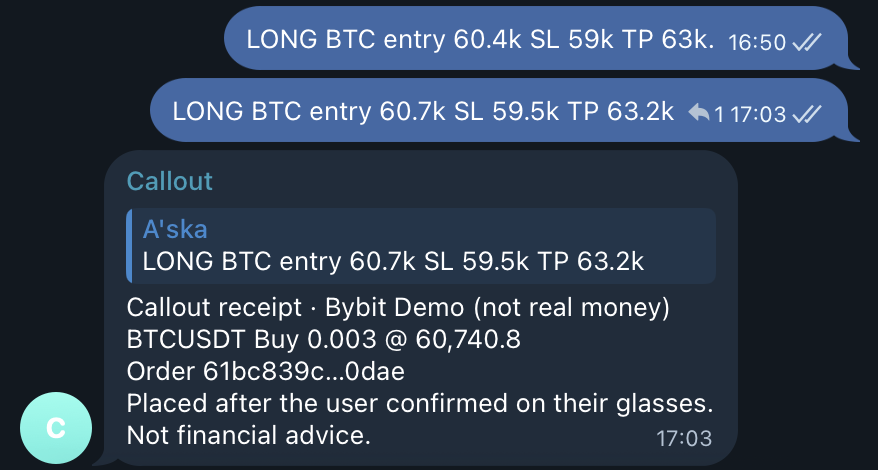 LONG BTC entry 60.4k SL 59k TP 63k. 16:50
LONG BTC entry 60.7k SL 59.5k TP 63.2k 1 17:03
Callout
A'ska
LONG BTC entry 60.7k SL 59.5k TP 63.2k
Callout receipt · Bybit Demo (not real money)
BTCUSDT Buy 0.003 @ 60,740.8
Order 61bc839c...0dae
Placed after the user confirmed on their glasses.
Not financial advice. 17:03
C